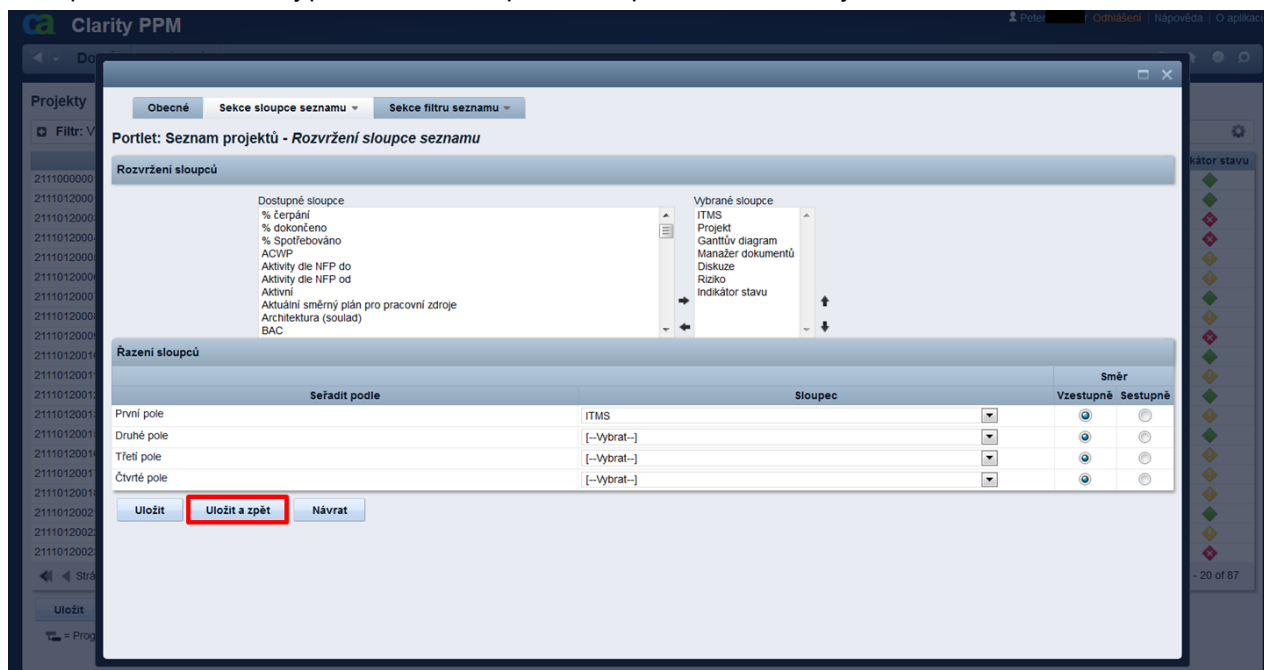 ca Clarity PPM
Peter Odhlášení | Nápověda | O aplikaci
Projekty
Obecné Sekce sloupce seznamu Sekce filtru seznamu
Filtr: V
Portlet: Seznam projektů - Rozvržení sloupce seznamu
Rozvržení sloupců
kátor stavu
Dostupné sloupce
% čerpání
% dokončeno
% Spotřebováno
ACWP
Aktivity dle NFP do
Aktivity dle NFP od
Aktivní
Aktuální směrný plán pro pracovní zdroje
Architektura (soulad)
BAC
Vybrané sloupce
ITMS
Projekt
Ganttův diagram
Manažer dokumentů
Diskuze
Riziko
Indikátor stavu
Řazení sloupců
Směr
Seřadit podle Sloupec Vzestupně Sestupně
První pole ITMS
Druhé pole [--Vybrat--]
Třetí pole [--Vybrat--]
Čtvrté pole [--Vybrat--]
Uložit Uložit a zpět Návrat
Strá
- 20 of 87
Uložit
= Prog